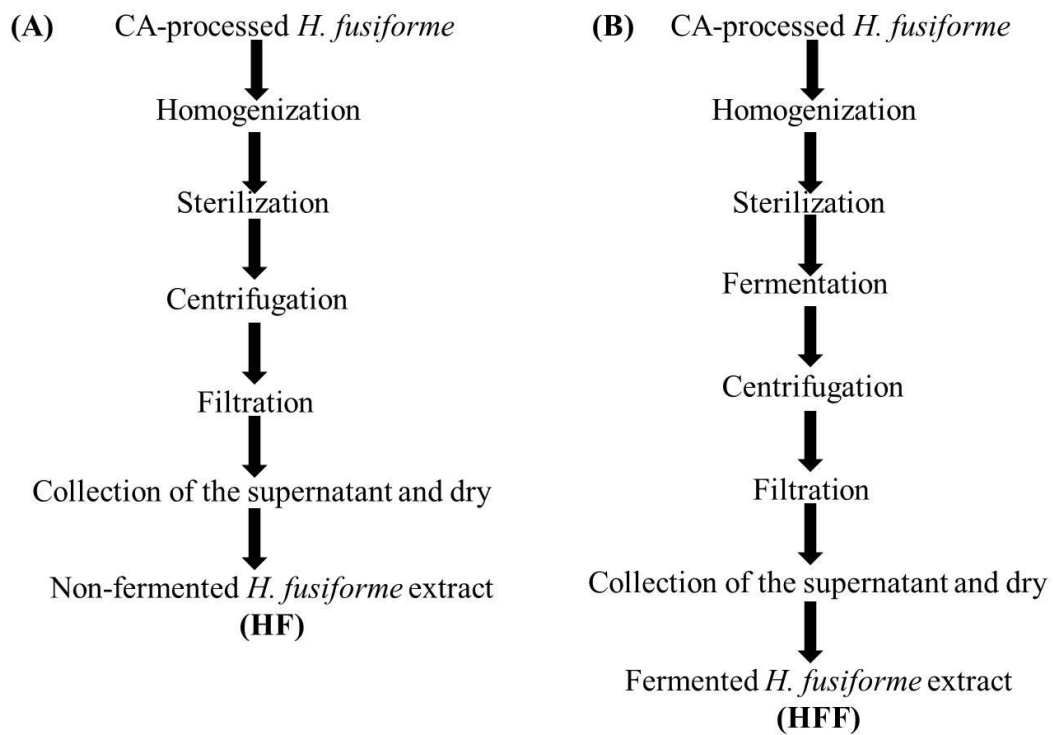 (A) CA-processed H. fusiforme
Homogenization
Sterilization
Centrifugation
Filtration
Collection of the supernatant and dry
Non-fermented H. fusiforme extract
(HF)
(B) CA-processed H. fusiforme
Homogenization
Sterilization
Fermentation
Centrifugation
Filtration
Collection of the supernatant and dry
Fermented H. fusiforme extract
(HFF)